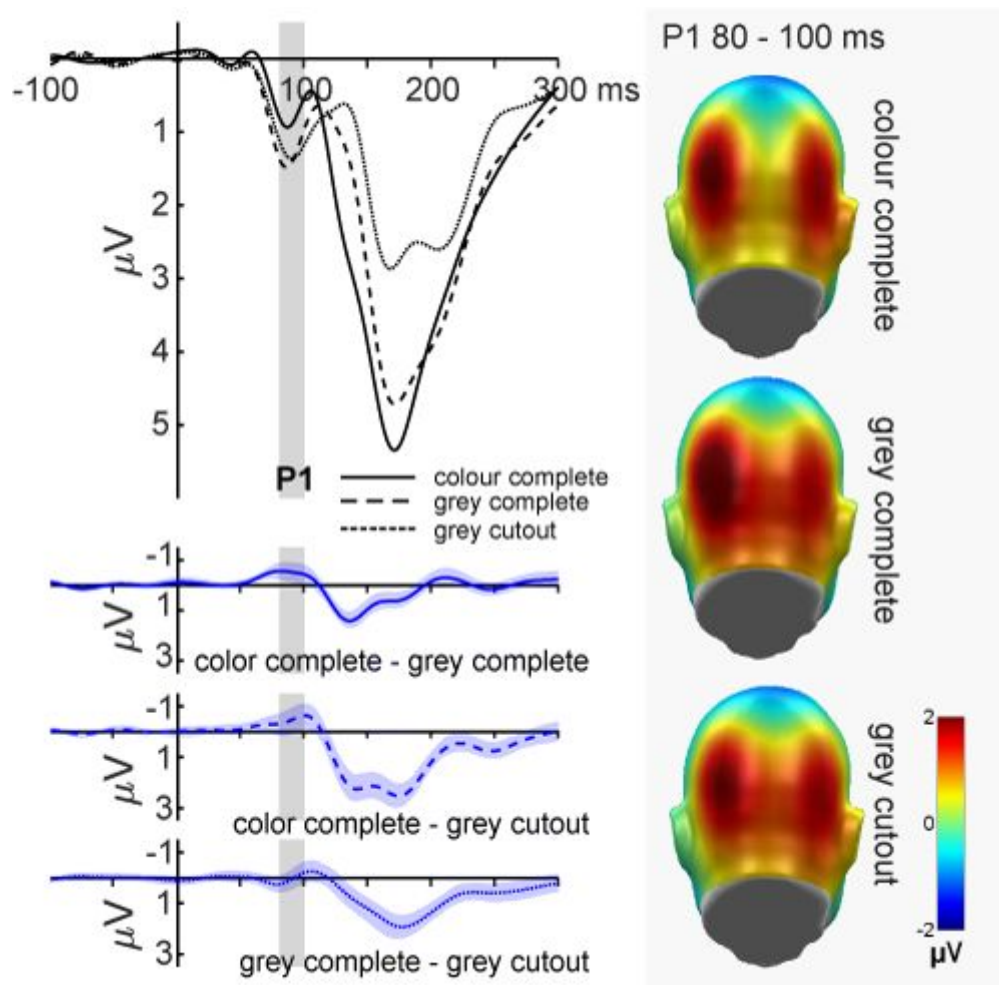 P1 80 - 100 ms
-100
100
200
300 ms
1
2
3
4
5
µV
P1
colour complete
grey complete
grey cutout
-1
1
3
µV
color complete - grey complete
-1
1
3
µV
color complete - grey cutout
-1
1
3
µV
grey complete - grey cutout
colour complete
grey complete
grey cutout
2
0
-2
µV